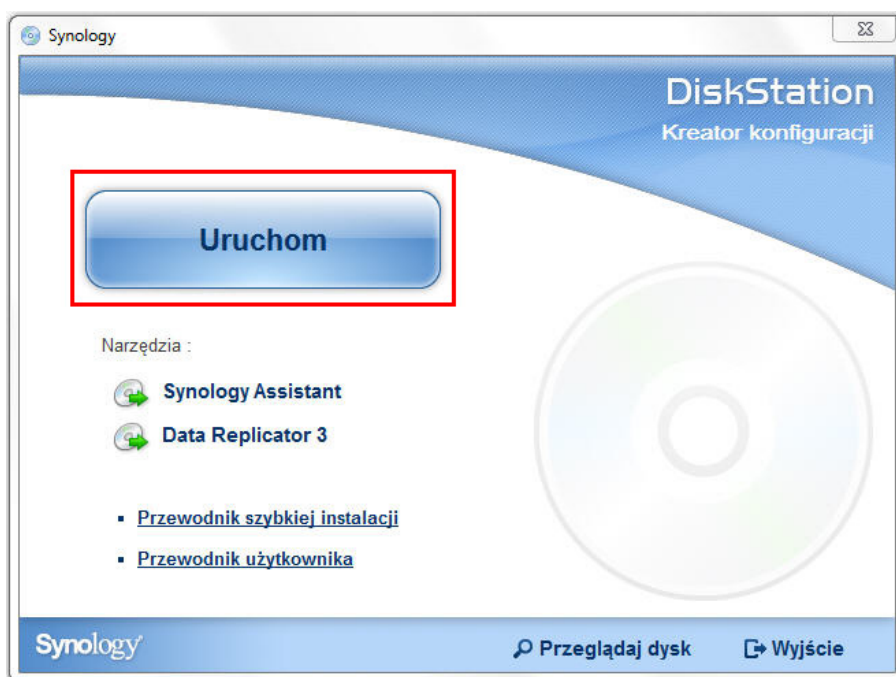 Synology
DiskStation
Kreator konfiguracji
Uruchom
Narzędzia :
Synology Assistant
Data Replicator 3
Przewodnik szybkiej instalacji
Przewodnik użytkownika
Synology Przeglądaj dysk Wyjście